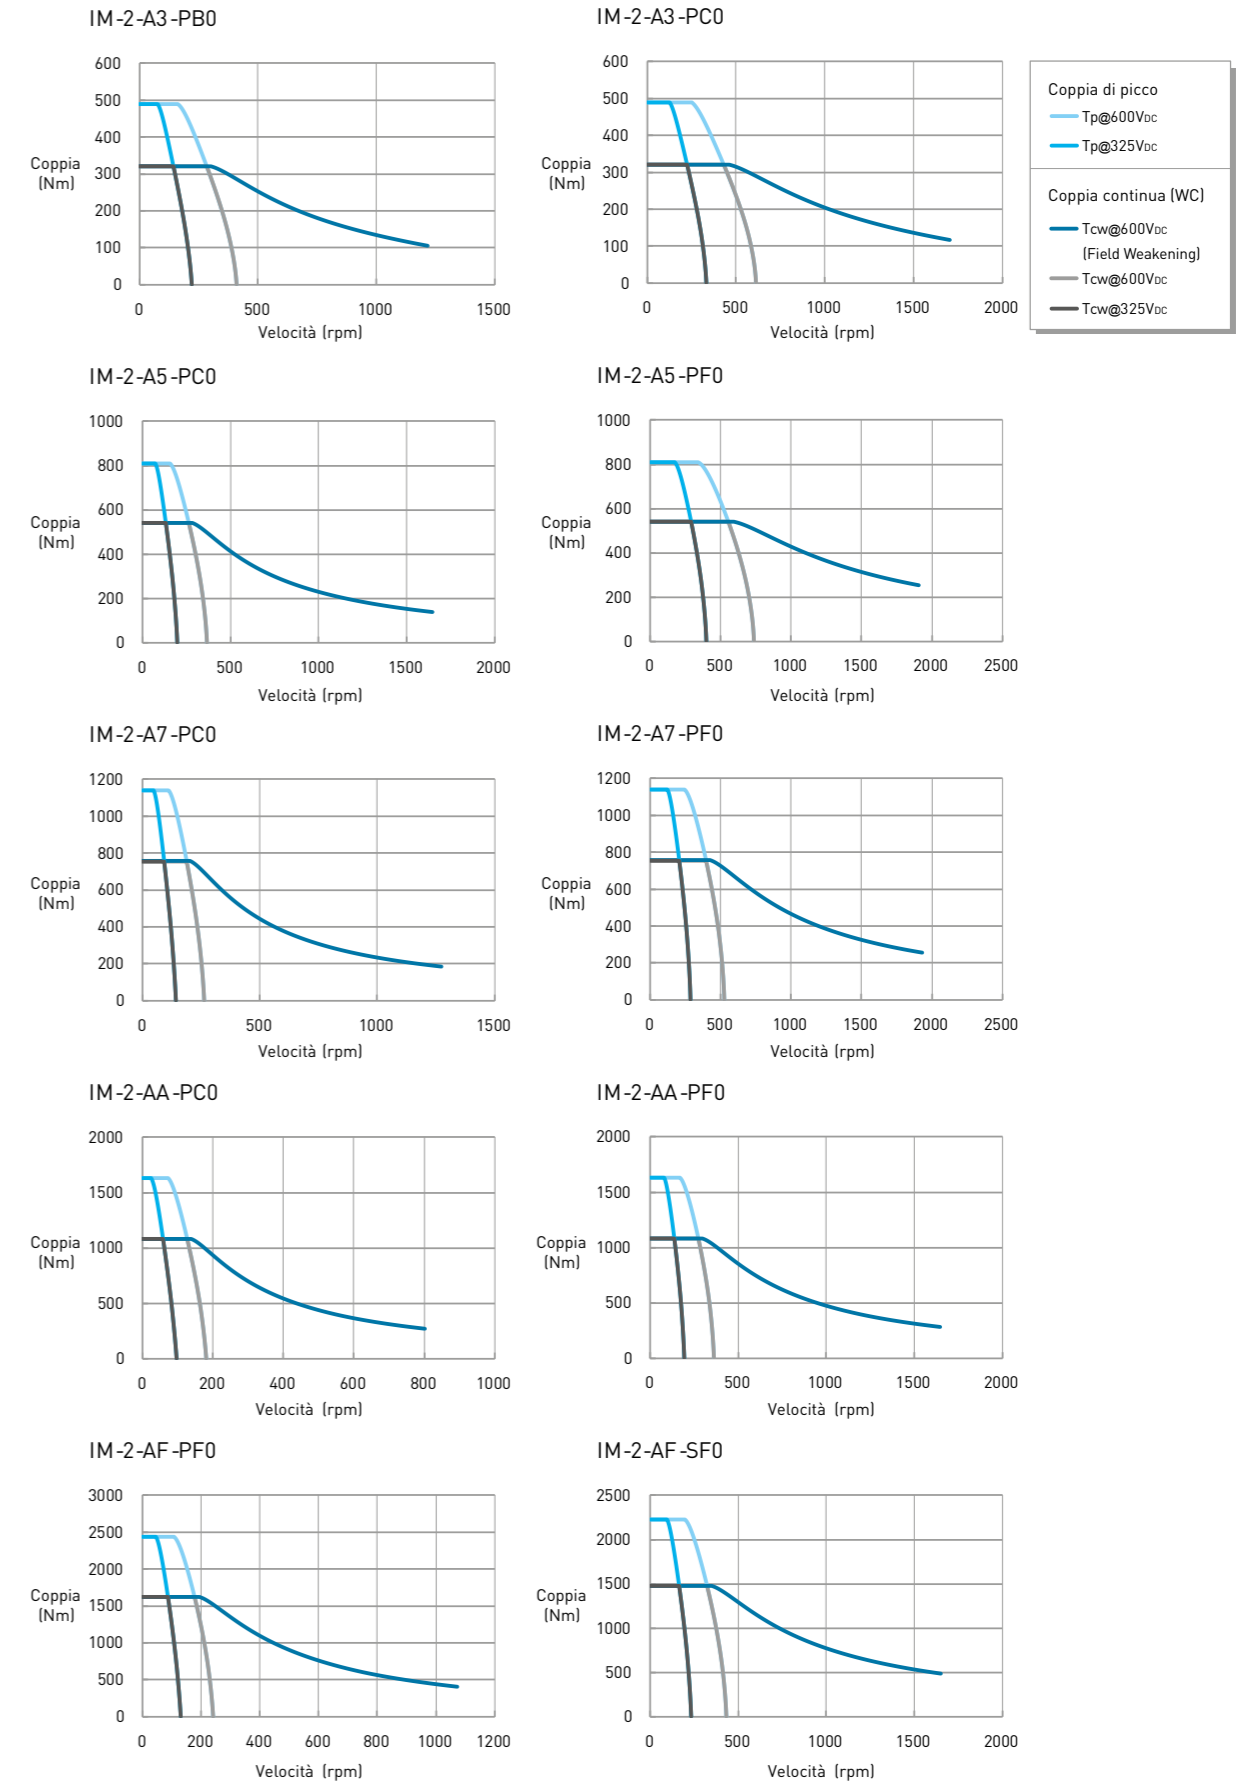 IM-2-A3-PB0
600
500
400
300
200
100
0
Coppia
(Nm)
0 500 1000 1500
Velocità (rpm)
IM-2-A3-PC0
600
500
400
300
200
100
0
Coppia
(Nm)
0 500 1000 1500 2000
Velocità (rpm)
Coppia di picco
Tp@600VDC
Tp@325VDC
Coppia continua (WC)
Tcw@600VDC
(Field Weakening)
Tcw@600VDC
Tcw@325VDC
IM-2-A5-PC0
1000
800
600
400
200
0
Coppia
(Nm)
0 500 1000 1500 2000
Velocità (rpm)
IM-2-A5-PF0
1000
800
600
400
200
0
Coppia
(Nm)
0 500 1000 1500 2000 2500
Velocità (rpm)
IM-2-A7-PC0
1200
1000
800
600
400
200
0
Coppia
(Nm)
0 500 1000 1500
Velocità (rpm)
IM-2-A7-PF0
1200
1000
800
600
400
200
0
Coppia
(Nm)
0 500 1000 1500 2000 2500
Velocità (rpm)
IM-2-AA-PC0
2000
1500
1000
500
0
Coppia
(Nm)
0 200 400 600 800 1000
Velocità (rpm)
IM-2-AA-PF0
2000
1500
1000
500
0
Coppia
(Nm)
0 500 1000 1500 2000
Velocità (rpm)
IM-2-AF-PF0
3000
2500
2000
1500
1000
500
0
Coppia
(Nm)
0 200 400 600 800 1000 1200
Velocità (rpm)
IM-2-AF-SF0
2500
2000
1500
1000
500
0
Coppia
(Nm)
0 500 1000 1500 2000
Velocità (rpm)